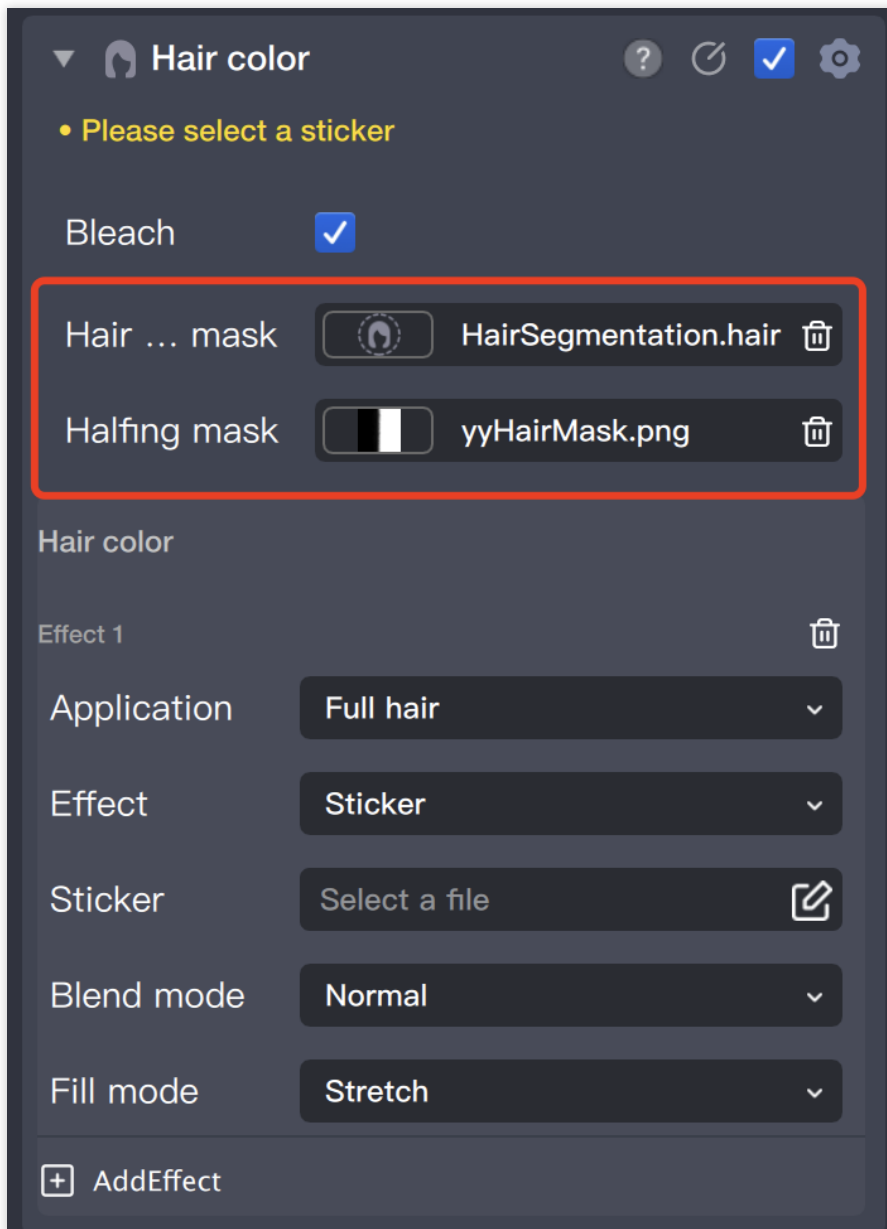 Hair color
• Please select a sticker
Bleach
Hair ... mask HairSegmentation.hair
Halfing mask yyHairMask.png
Hair color
Effect 1
Application Full hair
Effect Sticker
Sticker Select a file
Blend mode Normal
Fill mode Stretch
AddEffect